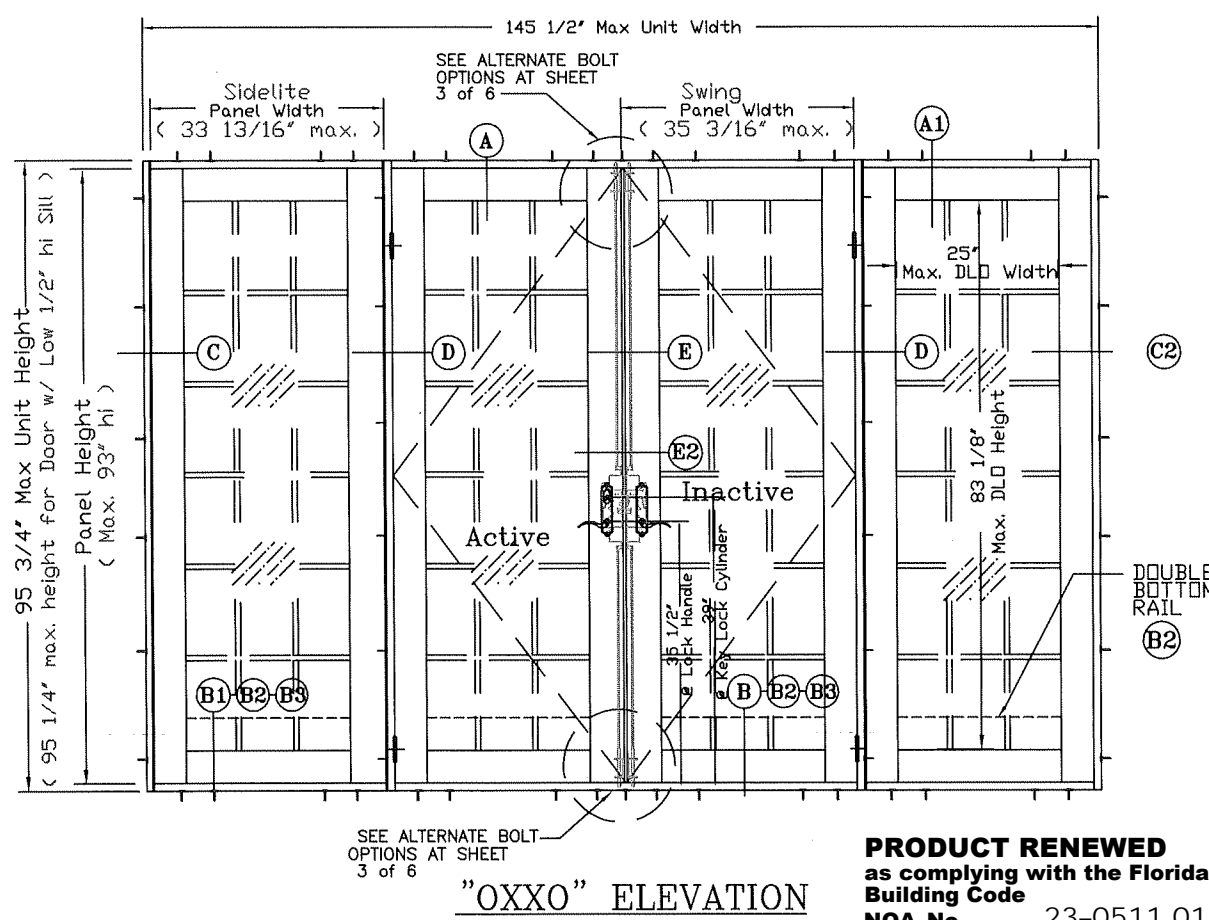 145 1/2" Max Unit Width
SEE ALTERNATE BOLT
OPTIONS AT SHEET
3 of 6
Sidelite
Panel Width
( 33 13/16" max. )
Swing
Panel Width
( 35 3/16" max. )
A
A1
95 3/4" Max Unit Height
( 95 1/4" max. height for Door w/ Low 1/2" hi Sill )
Panel Height
( Max. 93" hi )
25"
Max. DLO Width
C
D
E
D
C2
83 1/8"
Max. DLO Height
E2
Inactive
Active
35 1/2"
@ Lock Handle
39"
@ Key Lock Cylinder
DOUBLE
BOTTOM
RAIL
B2
B1 B2 B3
B B2 B3
SEE ALTERNATE BOLT
OPTIONS AT SHEET
3 of 6
"OXXO" ELEVATION
PRODUCT RENEWED
as complying with the Florida
Building Code
NOA-No. 23-0511.01